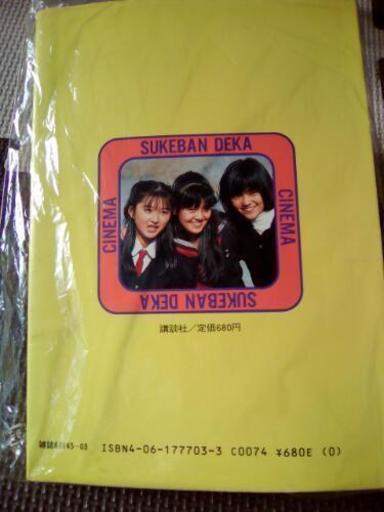 SUKEBAN DEKA
CINEMA
CINEMA
SUKEBAN DEKA
講談社／定価680円
ISBN4-06-177703-3 C0074 ¥680E (0)